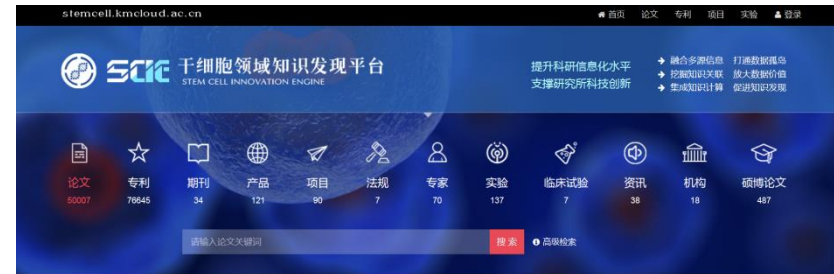 stemcell.kmcloud.ac.cn
首页 论文 专利 项目 实验 登录
SCIE 干细胞领域知识发现平台
STEM CELL INNOVATION ENGINE
提升科研信息化水平
支撑研究所科技创新
融合多源信息 打通数据孤岛
挖掘知识关联 放大数据价值
集成知识计算 促进知识发现
论文 专利 期刊 产品 项目 法规 专家 实验 临床试验 资讯 机构 硕博论文
50007 76645 34 121 90 7 70 137 7 38 18 487
请输入论文关键词 搜索 高级检索